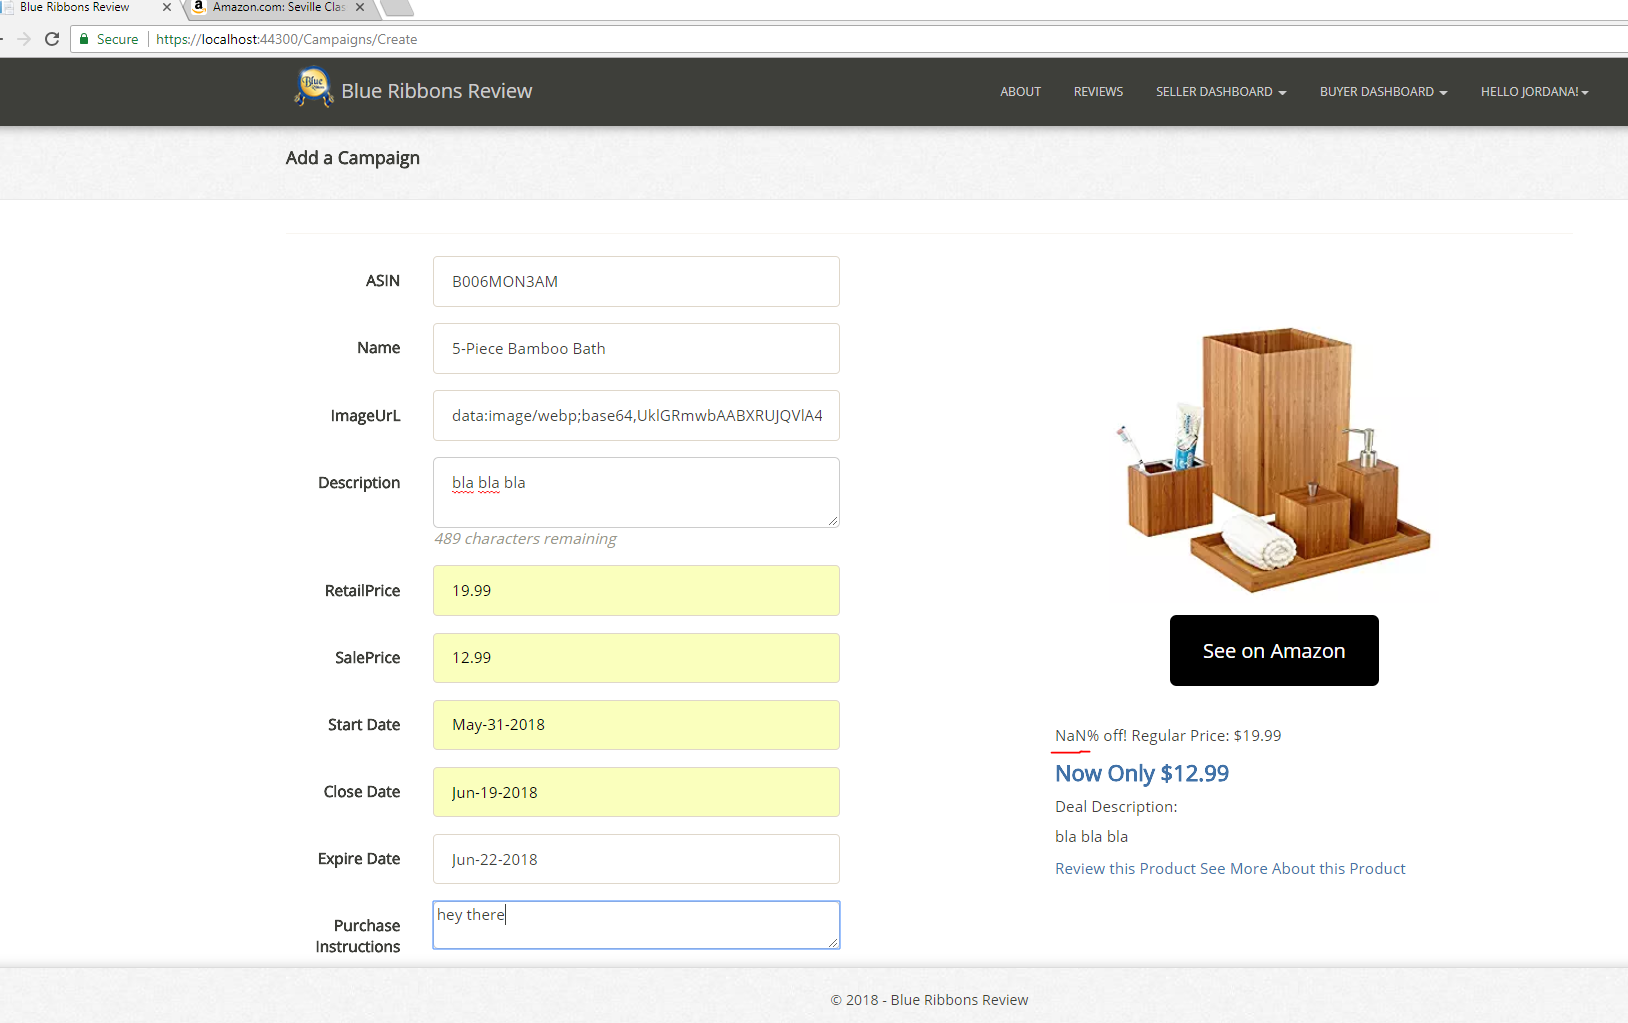 Blue Ribbons Review
Amazon.com: Seville Clas
Secure
https://localhost:44300/Campaigns/Create
Blue
Blue Ribbons Review
ABOUT
REVIEWS
SELLER DASHBOARD
BUYER DASHBOARD
HELLO JORDANA!
Add a Campaign
ASIN
B006MON3AM
Name
5-Piece Bamboo Bath
ImageUrL
data:image/webp;base64,UklGRmwbAABXRUJQVlA4
Description
bla bla bla
489 characters remaining
RetailPrice
19.99
SalePrice
12.99
Start Date
May-31-2018
Close Date
Jun-19-2018
Expire Date
Jun-22-2018
Purchase
Instructions
hey there
See on Amazon
NaN% off! Regular Price: $19.99
Now Only $12.99
Deal Description:
bla bla bla
Review this Product See More About this Product
© 2018 - Blue Ribbons Review